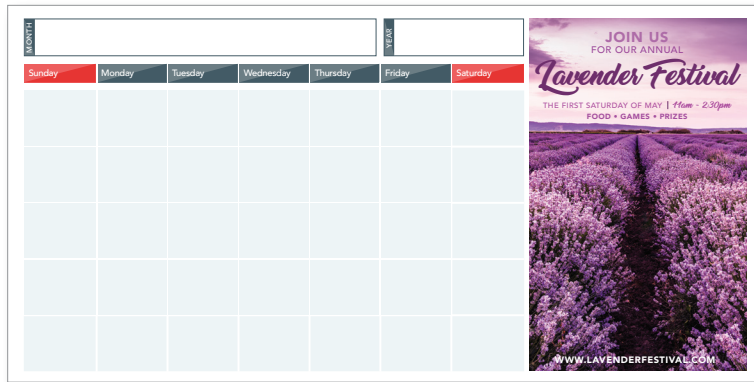 MONTH
YEAR
Sunday Monday Tuesday Wednesday Thursday Friday Saturday
JOIN US
FOR OUR ANNUAL
Lavender Festival
THE FIRST SATURDAY OF MAY | 11am - 2:30pm
FOOD • GAMES • PRIZES
WWW.LAVENDERFESTIVAL.COM